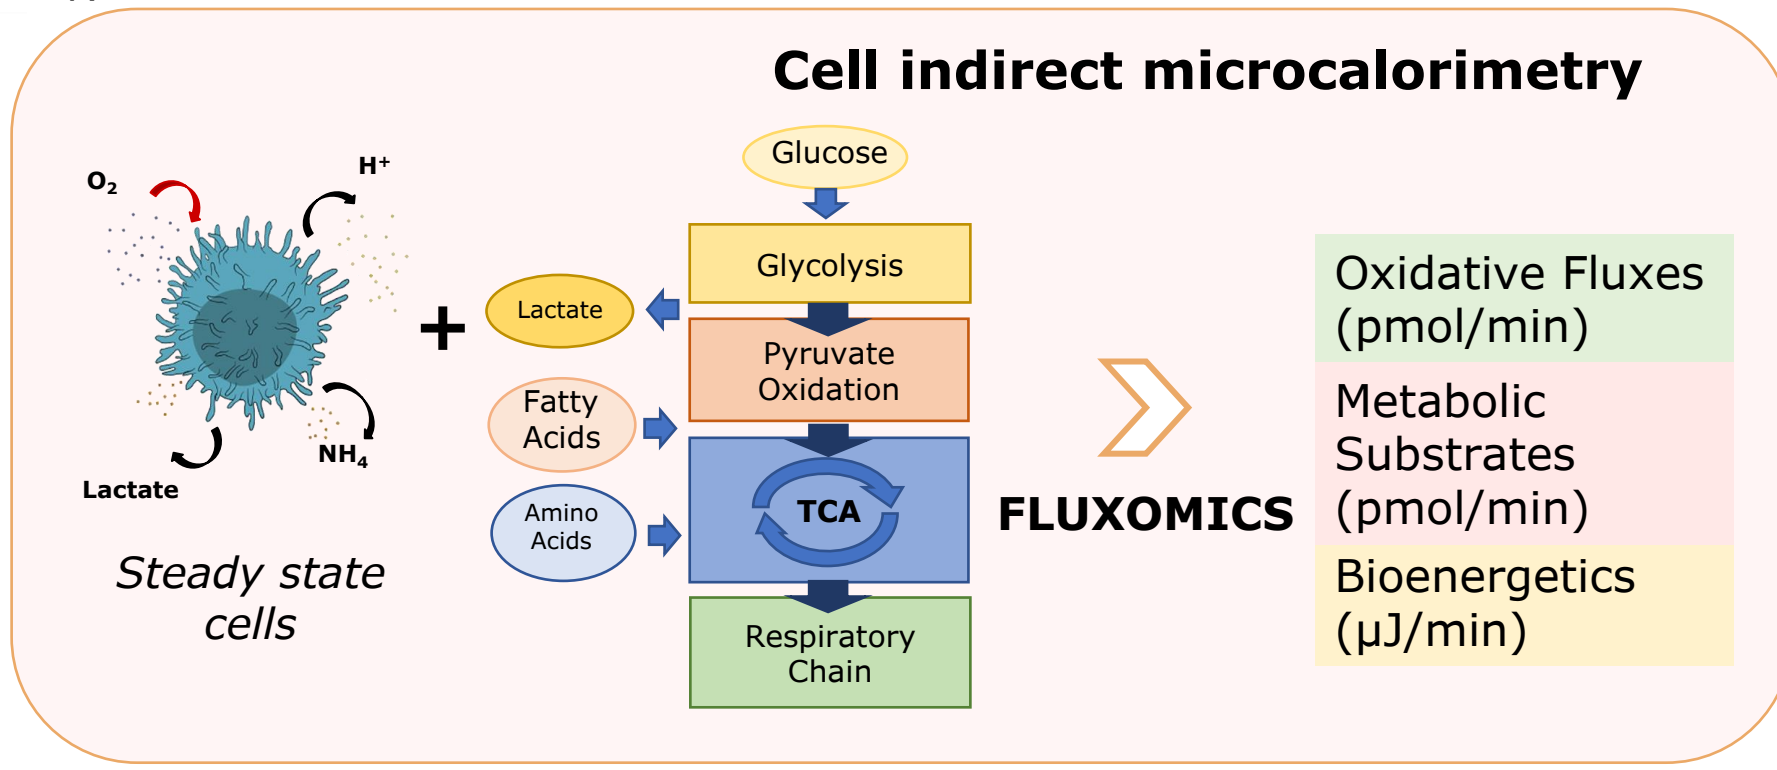 Cell indirect microcalorimetry
O₂
H⁺
Lactate
NH₄
Steady state
cells
+
Glucose
Glycolysis
Lactate
Pyruvate
Oxidation
Fatty
Acids
Amino
Acids
TCA
Respiratory
Chain
FLUXOMICS
Oxidative Fluxes
(pmol/min)
Metabolic
Substrates
(pmol/min)
Bioenergetics
(µJ/min)